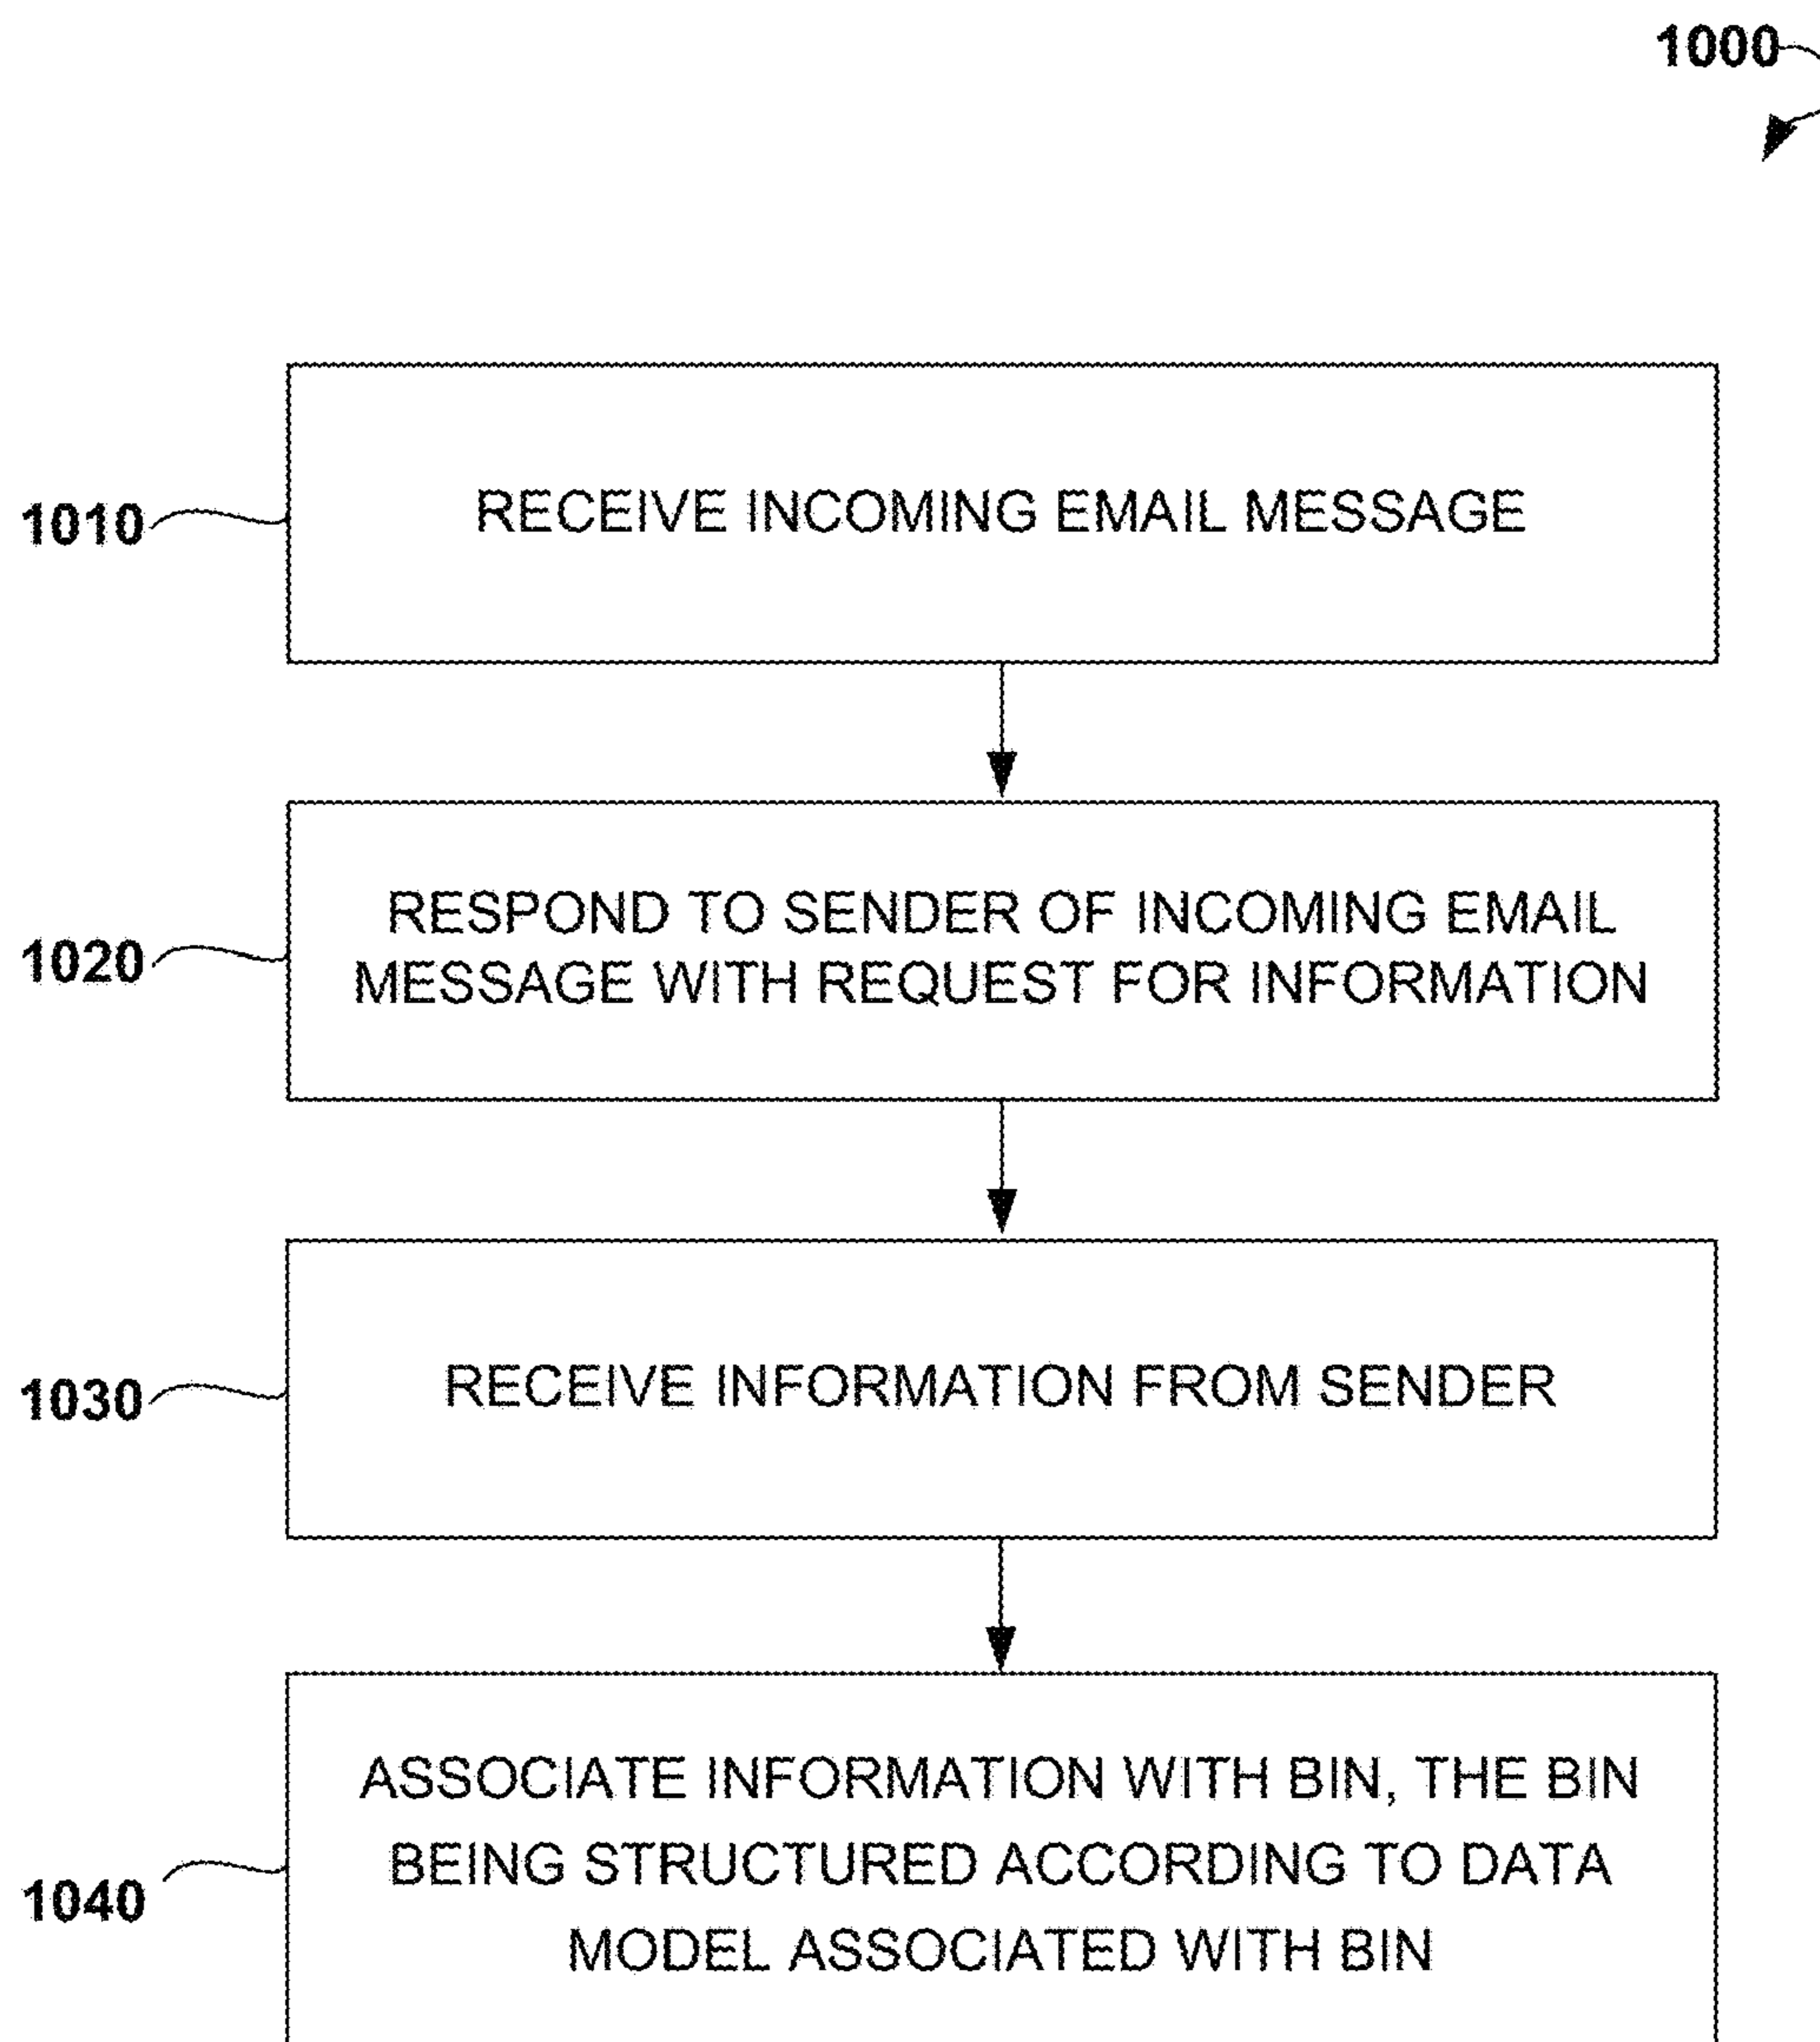 1000
1010
RECEIVE INCOMING EMAIL MESSAGE
1020
RESPOND TO SENDER OF INCOMING EMAIL
MESSAGE WITH REQUEST FOR INFORMATION
1030
RECEIVE INFORMATION FROM SENDER
1040
ASSOCIATE INFORMATION WITH BIN, THE BIN
BEING STRUCTURED ACCORDING TO DATA
MODEL ASSOCIATED WITH BIN